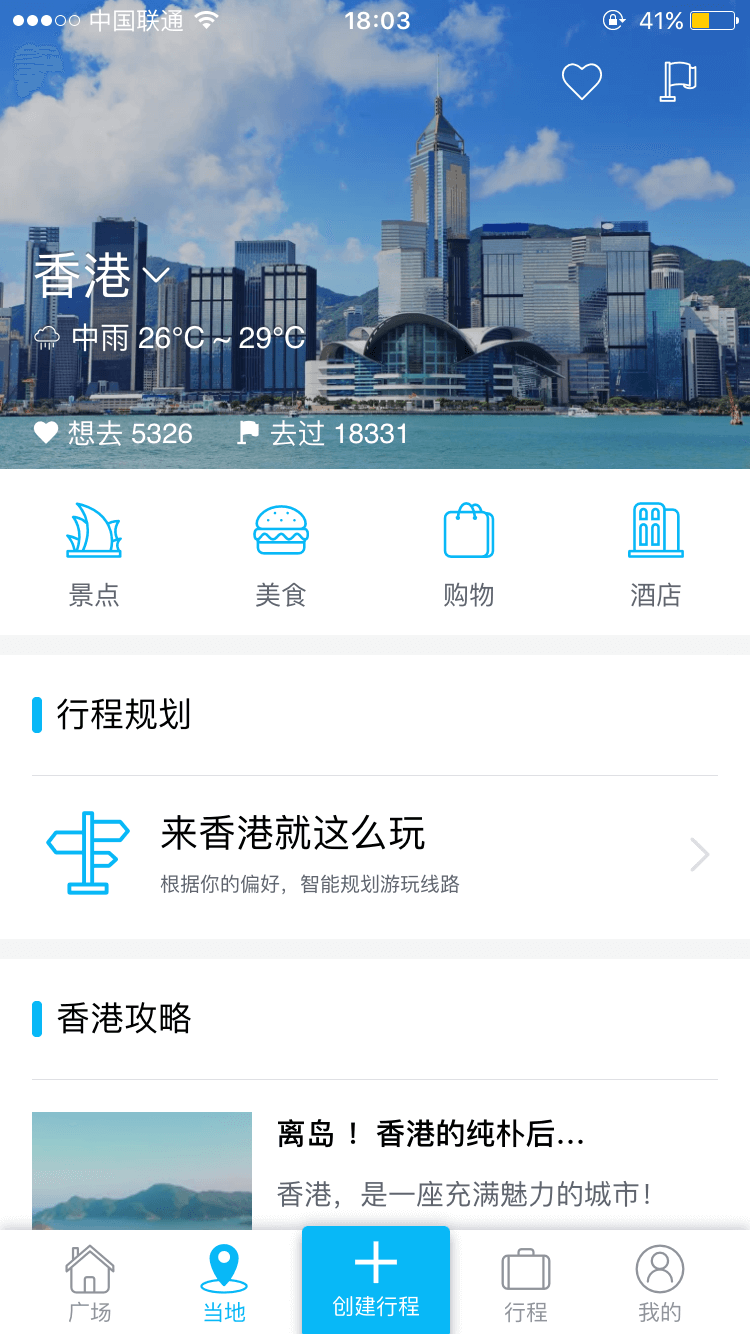 中国联通 18:03 41%
香港
中雨 26°C ~ 29°C
想去 5326 去过 18331
景点 美食 购物 酒店
行程规划
来香港就这么玩
根据你的偏好，智能规划游玩线路
香港攻略
离岛 ！香港的纯朴后...
香港，是一座充满魅力的城市！
广场 当地 创建行程 行程 我的